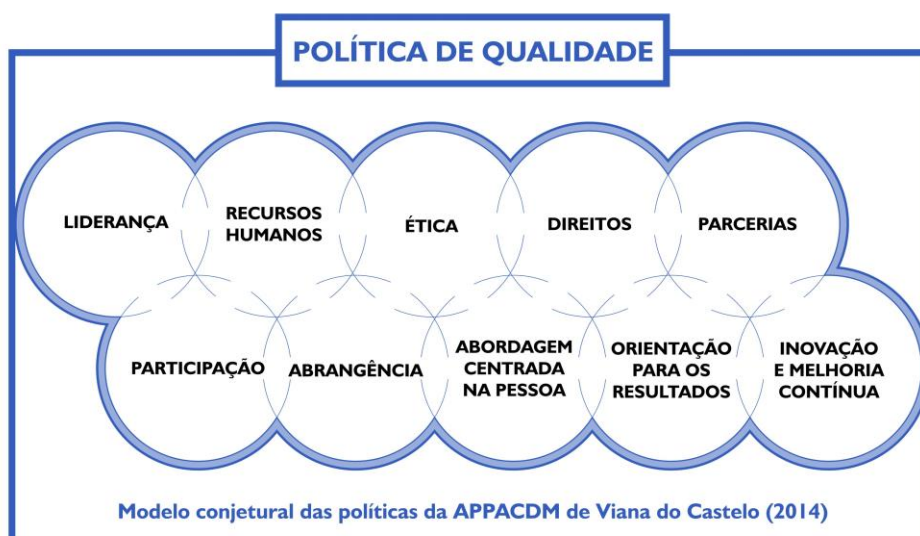 POLÍTICA DE QUALIDADE
LIDERANÇA
RECURSOS
HUMANOS
ÉTICA
DIREITOS
PARCERIAS
PARTICIPAÇÃO
ABRANGÊNCIA
ABORDAGEM
CENTRADA
NA PESSOA
ORIENTAÇÃO
PARA OS
RESULTADOS
INOVAÇÃO
E MELHORIA
CONTÍNUA
Modelo conjetural das políticas da APPACDM de Viana do Castelo (2014)